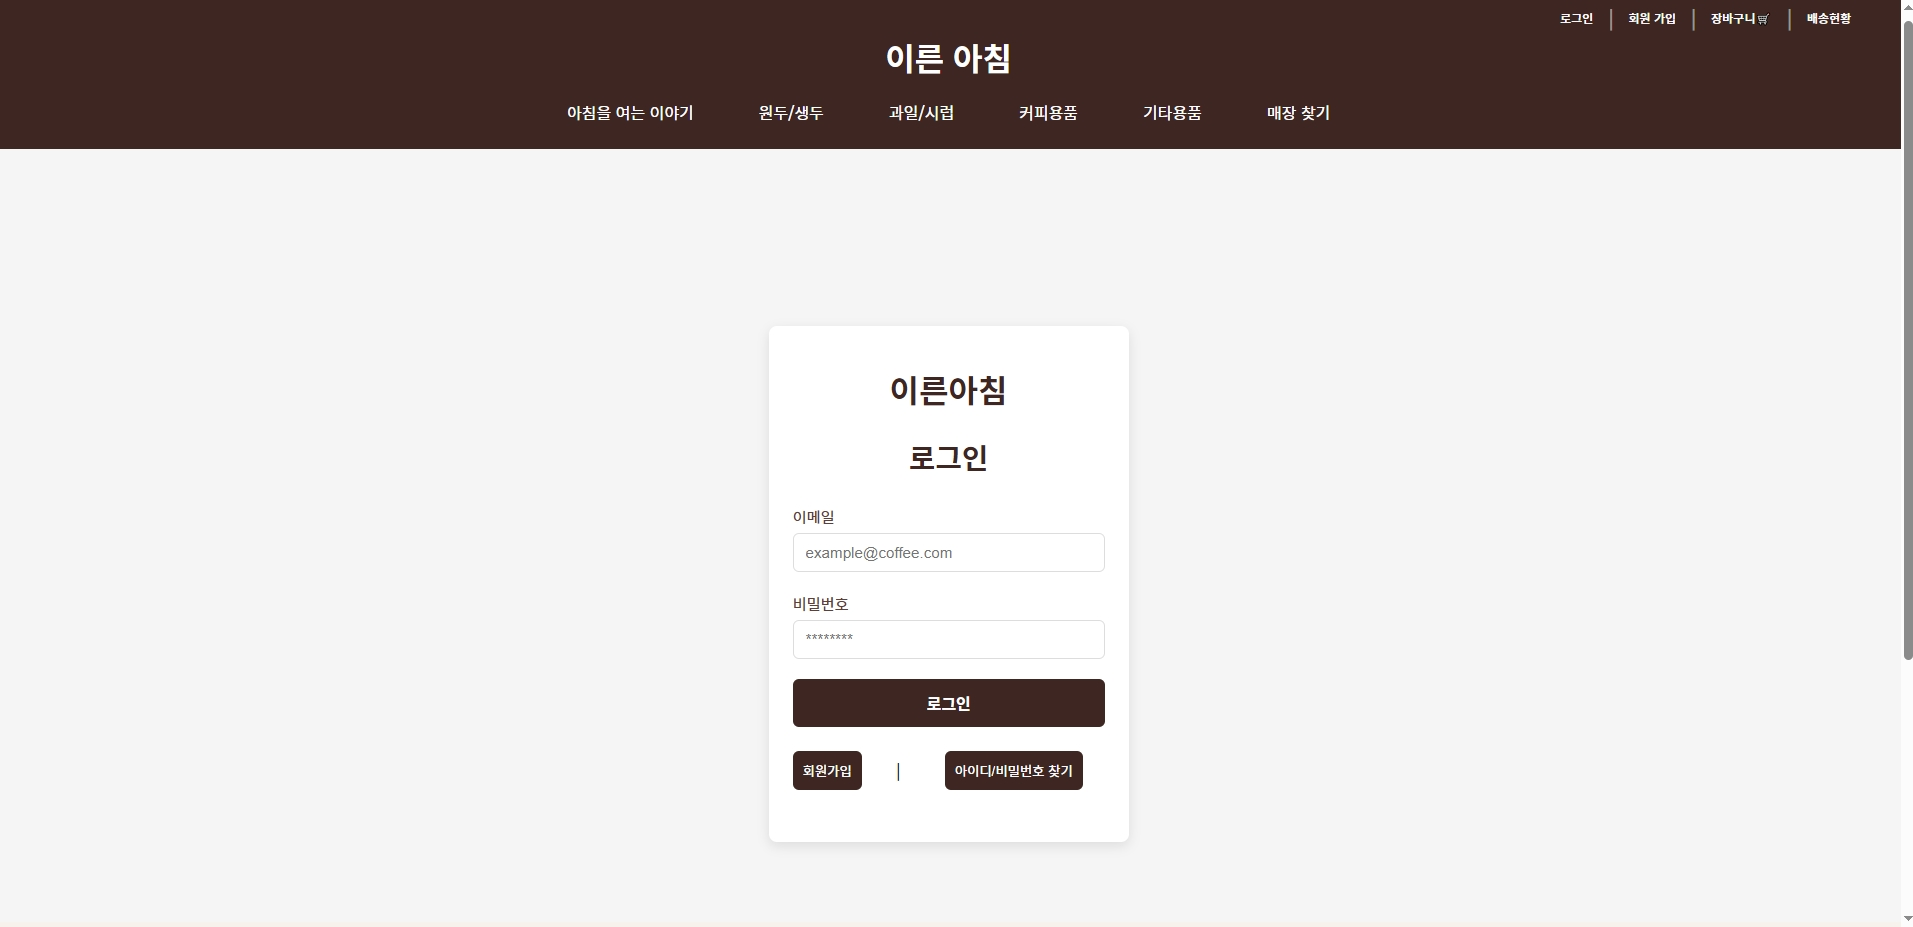 로그인 | 회원 가입 | 장바구니🛒 | 배송현황
이른 아침
아침을 여는 이야기 원두/생두 과일/시럽 커피용품 기타용품 매장 찾기
이른아침
로그인
이메일
example@coffee.com
비밀번호
********
로그인
회원가입 | 아이디/비밀번호 찾기